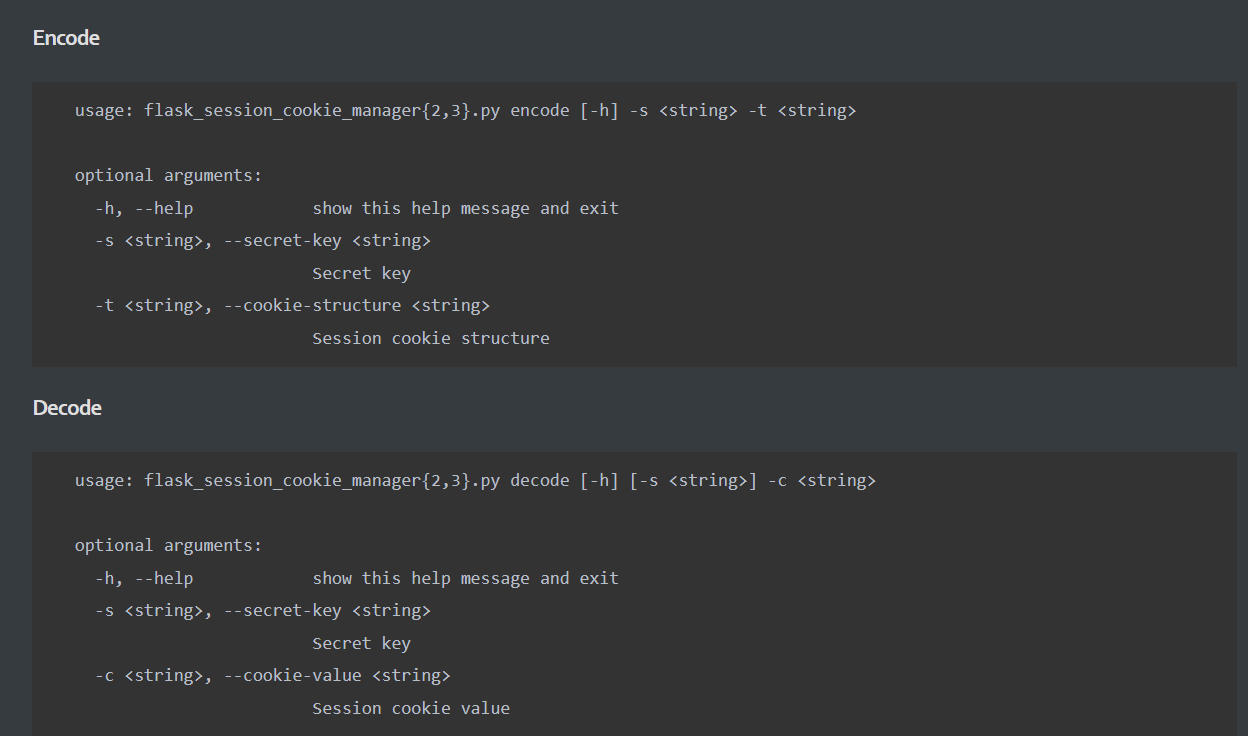 Encode
usage: flask_session_cookie_manager{2,3}.py encode [-h] -s <string> -t <string>
optional arguments:
-h, --help show this help message and exit
-s <string>, --secret-key <string>
Secret key
-t <string>, --cookie-structure <string>
Session cookie structure
Decode
usage: flask_session_cookie_manager{2,3}.py decode [-h] [-s <string>] -c <string>
optional arguments:
-h, --help show this help message and exit
-s <string>, --secret-key <string>
Secret key
-c <string>, --cookie-value <string>
Session cookie value